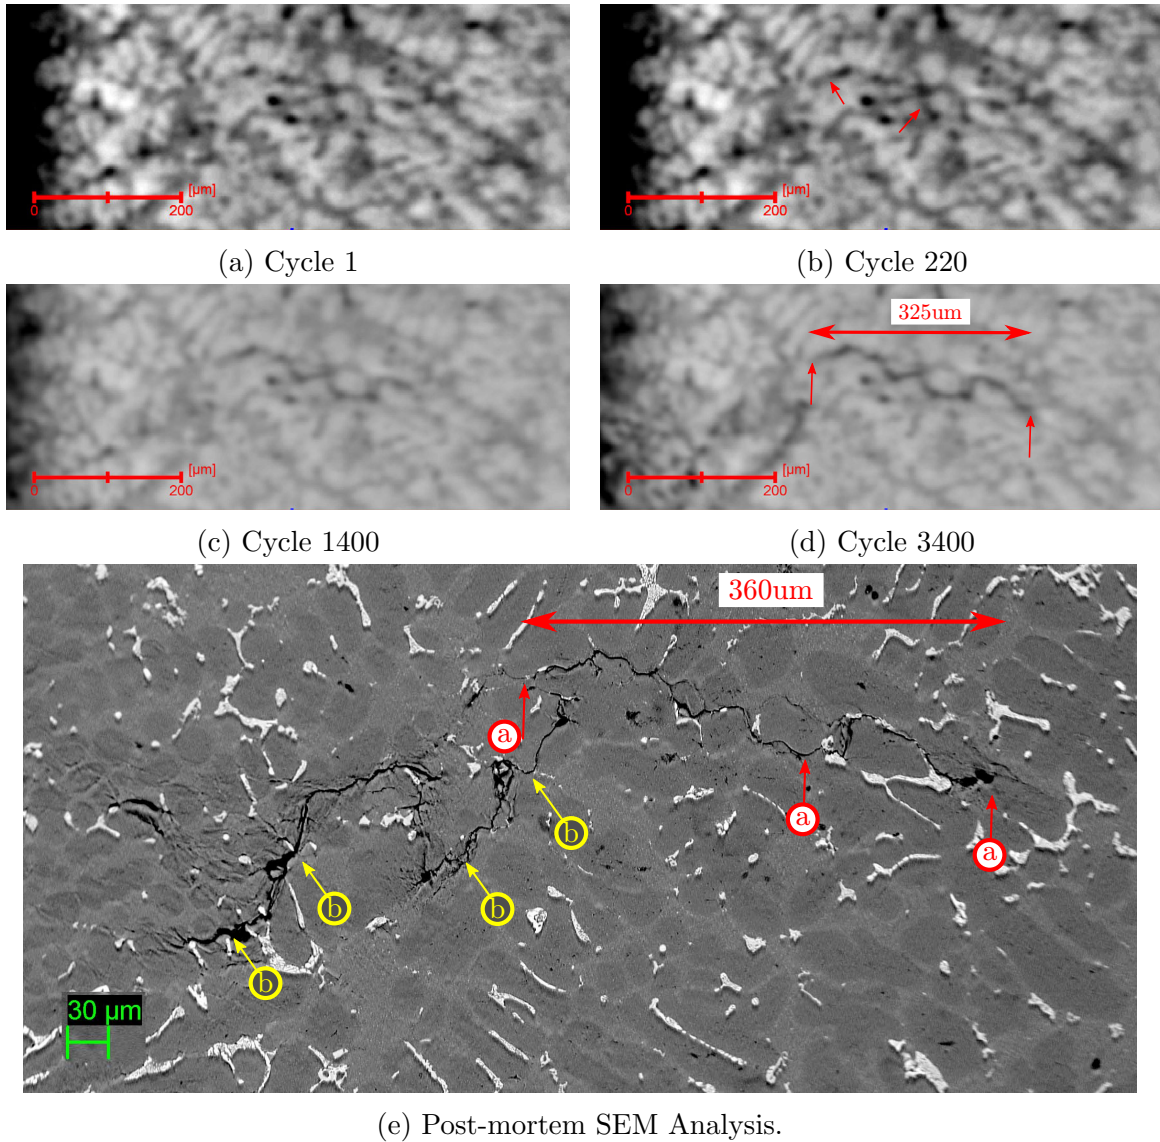 [µm]
0
200
[µm]
0
200
(a) Cycle 1
(b) Cycle 220
[µm]
0
200
325um
[µm]
0
200
(c) Cycle 1400
(d) Cycle 3400
360um
a
a
a
b
b
b
b
30 µm
(e) Post-mortem SEM Analysis.